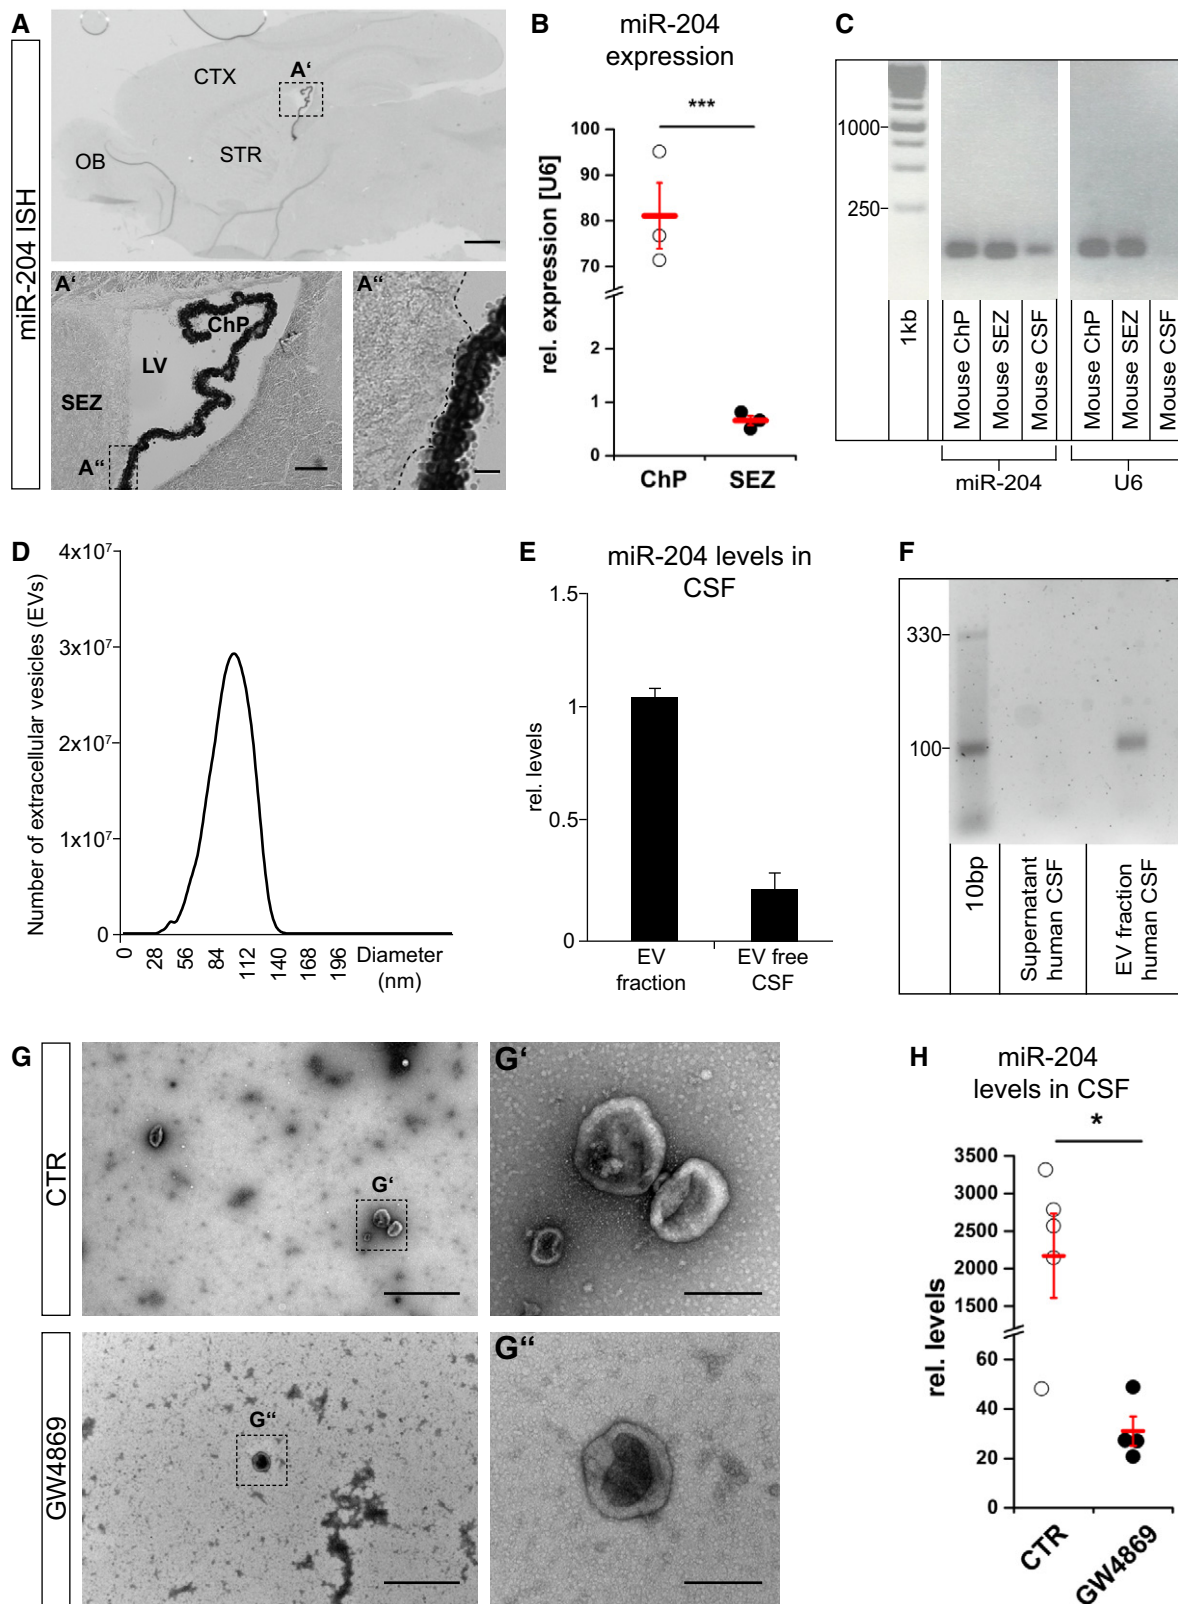 A
miR-204 ISH
CTX
A‘
OB
STR
A‘
ChP
LV
SEZ
A‘‘
A‘‘
B
miR-204
expression
***
rel. expression [U6]
100
90
80
70
2
1
0
ChP
SEZ
C
1000
250
1kb
Mouse ChP
Mouse SEZ
Mouse CSF
Mouse ChP
Mouse SEZ
Mouse CSF
miR-204
U6
D
Number of extracellular vesicles (EVs)
4x10⁷
3x10⁷
2x10⁷
1x10⁷
0
0 28 56 84 112 140 168 196 Diameter
(nm)
E
miR-204 levels in
CSF
rel. levels
1.5
1
0.5
0
EV
fraction
EV free
CSF
F
330
100
10bp
Supernatant
human CSF
EV fraction
human CSF
G
CTR
G‘
G‘
GW4869
G‘‘
G‘‘
H
miR-204
levels in CSF
*
rel. levels
3500
3000
2500
2000
1500
60
40
20
0
CTR
GW4869